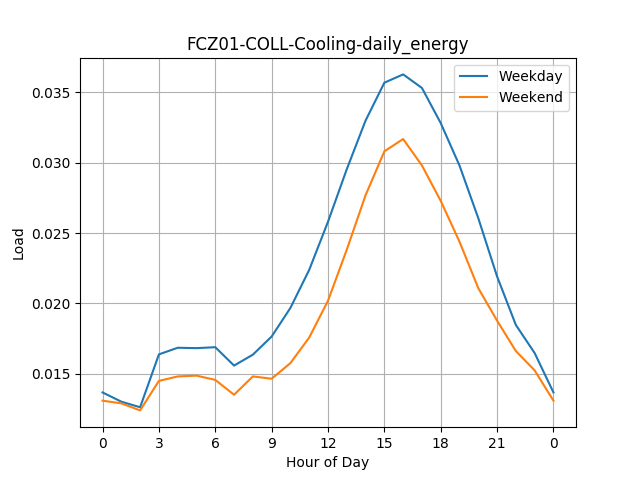 FCZ01-COLL-Cooling-daily_energy
Weekday
Weekend
Load
0.035
0.030
0.025
0.020
0.015
0 3 6 9 12 15 18 21 0
Hour of Day